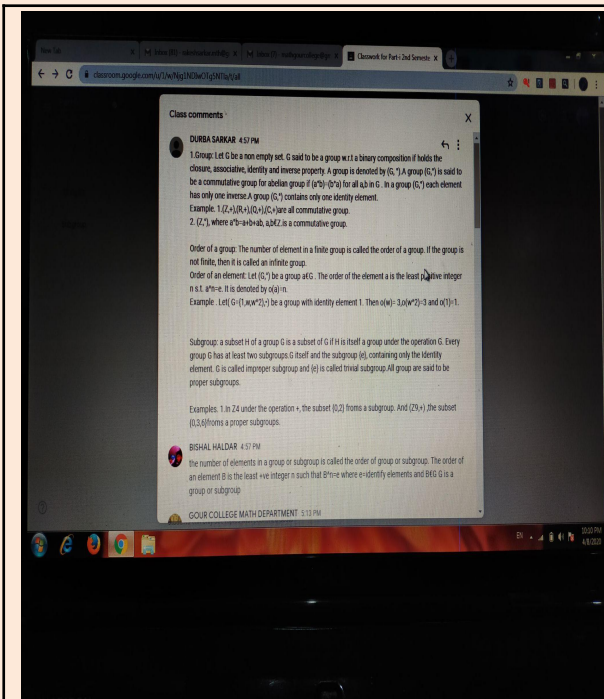 New Tab
Classwork for Part-i 2nd Semeste
classroom.google.com/u/
Class comments
DURBA SARKAR 4:57 PM
1.Group: Let G be a non empty set. G said to be a group w.r.t a binary composition if holds the
closure, associative, identity and inverse property. A group is denoted by (G, *).A group (G,*) is said to
be a commutative group for abelian group if (a*b)=(b*a) for all a,b in G . In a group (G,*) each element
has only one inverse.A group (G,*) contains only one identity element.
Example. 1.(Z,+),(R,+),(Q,+),(C,+)are all commutative group.
2. (Z,*), where a*b=a+b+ab, a,b€Z.is a commutative group.
Order of a group: The number of element in a finite group is called the order of a group. If the group is
not finite, then it is called an infinite group.
Order of an element: Let (G,*) be a group a€G . The order of the element a is the least positive integer
n s.t. a^n=e. It is denoted by o(a)=n.
Example . Let( G={1,w,w^2},·) be a group with identity element 1. Then o(w)= 3,o(w^2)=3 and o(1)=1.
Subgroup: a subset H of a group G is a subset of G if H is itself a group under the operation G. Every
group G has at least two subgroups.G itself and the subgroup {e}, containing only the Identity
element. G is called improper subgroup and {e} is called trivial subgroup.All group are said to be
proper subgroups.
Examples. 1.In Z4 under the operation +, the subset {0,2} froms a subgroup. And (Z9,+) ,the subset
{0,3,6}froms a proper subgroups.
BISHAL HALDAR 4:57 PM
the number of elements in a group or subgroup is called the order of group or subgroup. The order of
an element B is the least +ve integer n such that B^n=e where e=identify elements and B€G G is a
group or subgroup
GOUR COLLEGE MATH DEPARTMENT 5:13 PM
EN
10:10 PM
4/8/2020